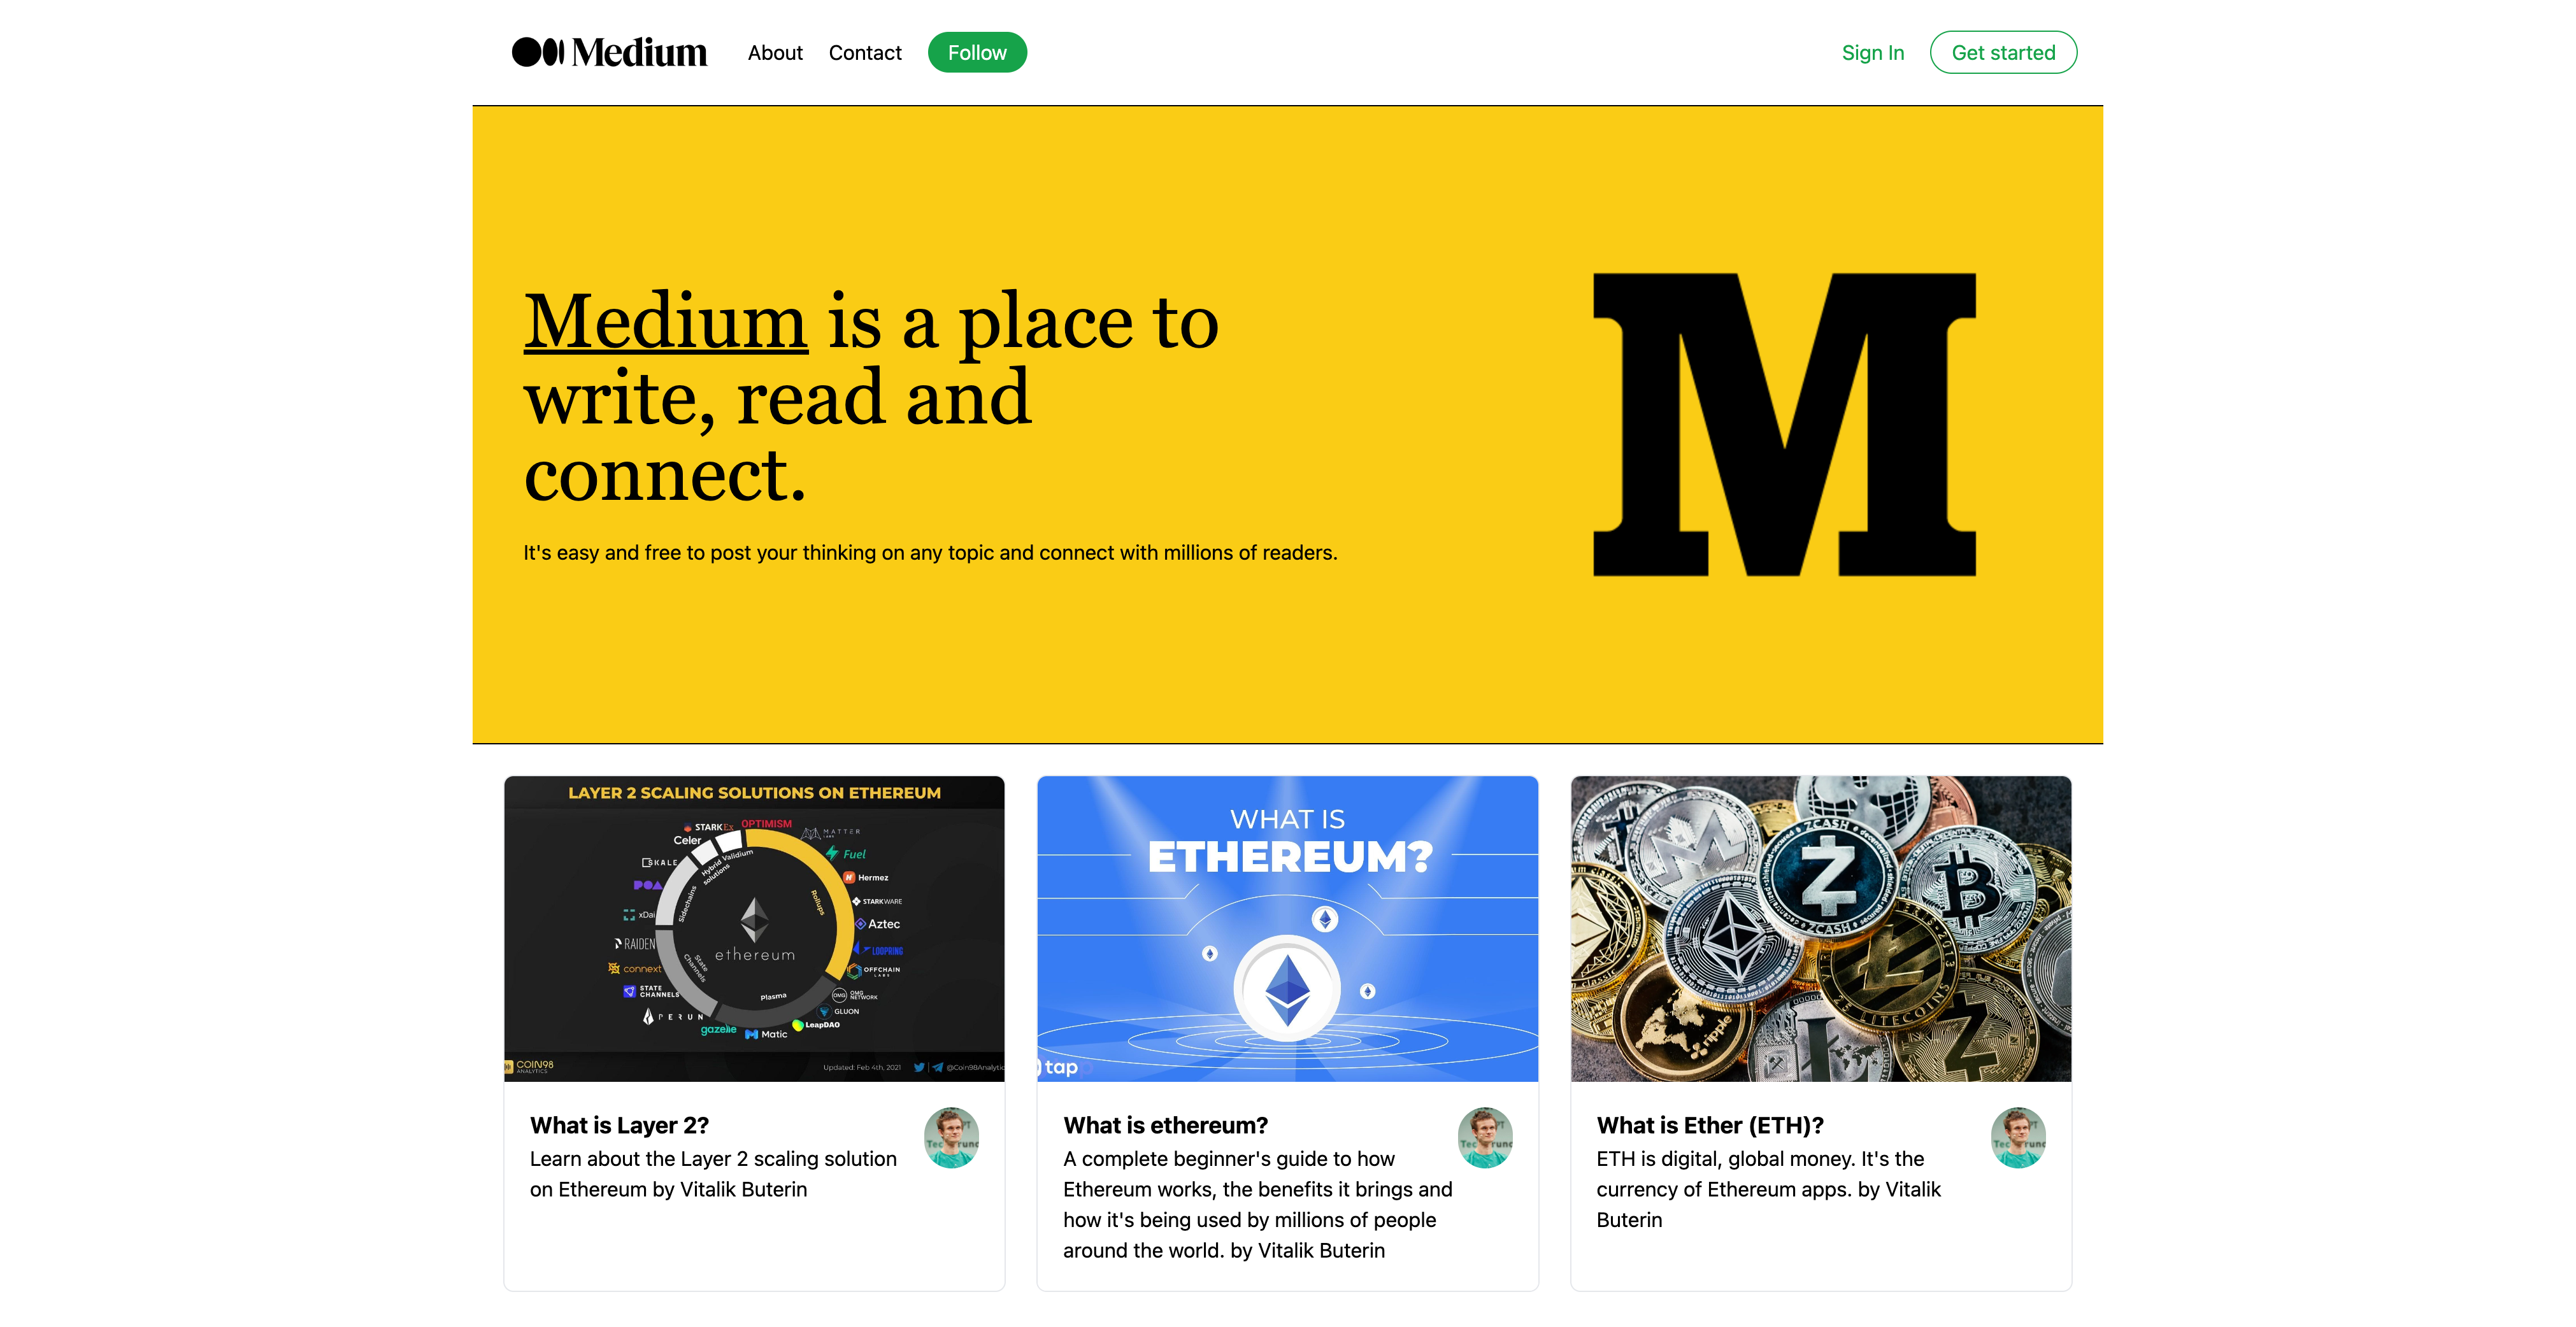 Medium
About
Contact
Follow
Sign In
Get started
Medium is a place to
write, read and
connect.
It's easy and free to post your thinking on any topic and connect with millions of readers.
M
LAYER 2 SCALING SOLUTIONS ON ETHEREUM
STARKEx
OPTIMISM
MATTER
LABS
Celer
Fuel
SKALE
Hybrid solutions
Validium
Hermez
POA
Sidechains
Rollups
STARKWARE
xDai
Aztec
RAIDEN
ethereum
LOOPRING
connext
State Channels
OFFCHAIN
LABS
STATE
CHANNELS
Plasma
OMG
OMG
NETWORK
PERUN
GLUON
gazelle
Matic
LeapDAO
COIN98
ANALYTICS
Updated: Feb 4th, 2021
@Coin98Analytic
WHAT IS
ETHEREUM?
tap
ZCASH
ZCASH
LITECOIN
2013
ripple
What is Layer 2?
Learn about the Layer 2 scaling solution
on Ethereum by Vitalik Buterin
What is ethereum?
A complete beginner's guide to how
Ethereum works, the benefits it brings and
how it's being used by millions of people
around the world. by Vitalik Buterin
What is Ether (ETH)?
ETH is digital, global money. It's the
currency of Ethereum apps. by Vitalik
Buterin